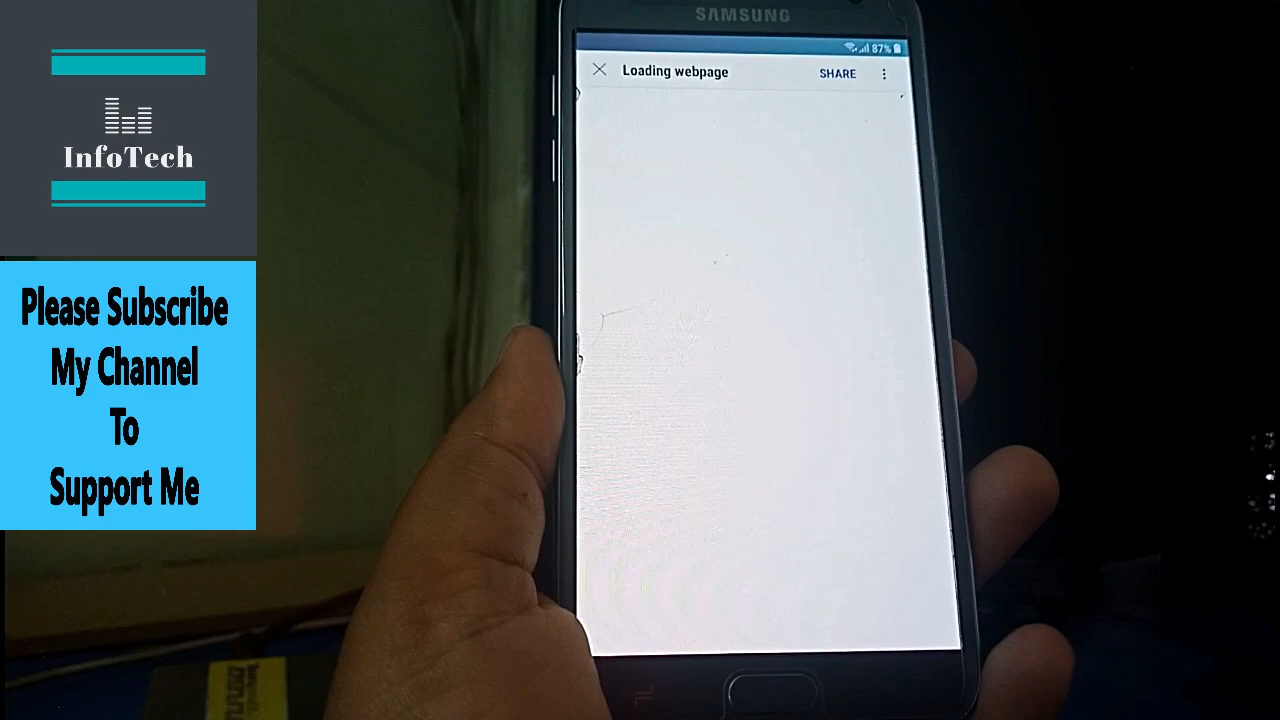 InfoTech
Please Subscribe
My Channel
To
Support Me
SAMSUNG
87%
Loading webpage
SHARE